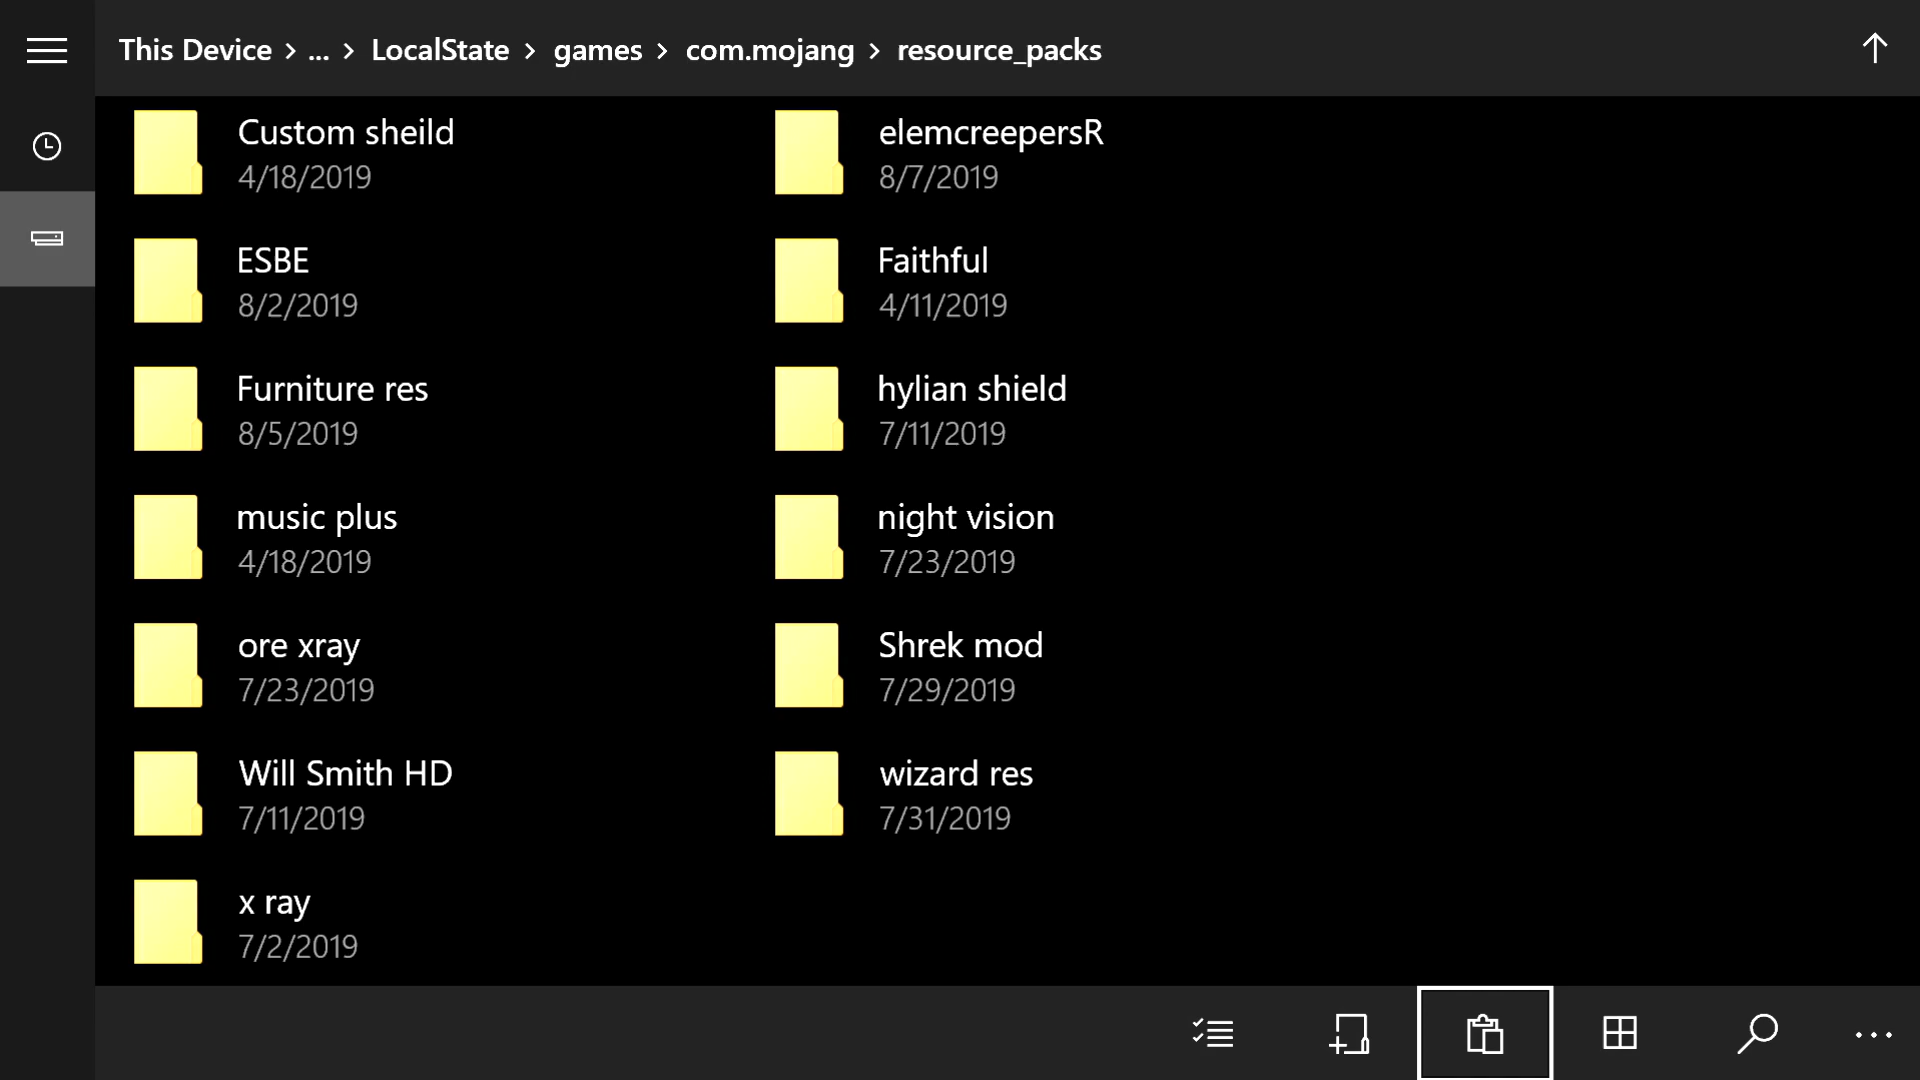 This Device > ... > LocalState > games > com.mojang > resource_packs
Custom sheild
4/18/2019
elemcreepersR
8/7/2019
ESBE
8/2/2019
Faithful
4/11/2019
Furniture res
8/5/2019
hylian shield
7/11/2019
music plus
4/18/2019
night vision
7/23/2019
ore xray
7/23/2019
Shrek mod
7/29/2019
Will Smith HD
7/11/2019
wizard res
7/31/2019
x ray
7/2/2019